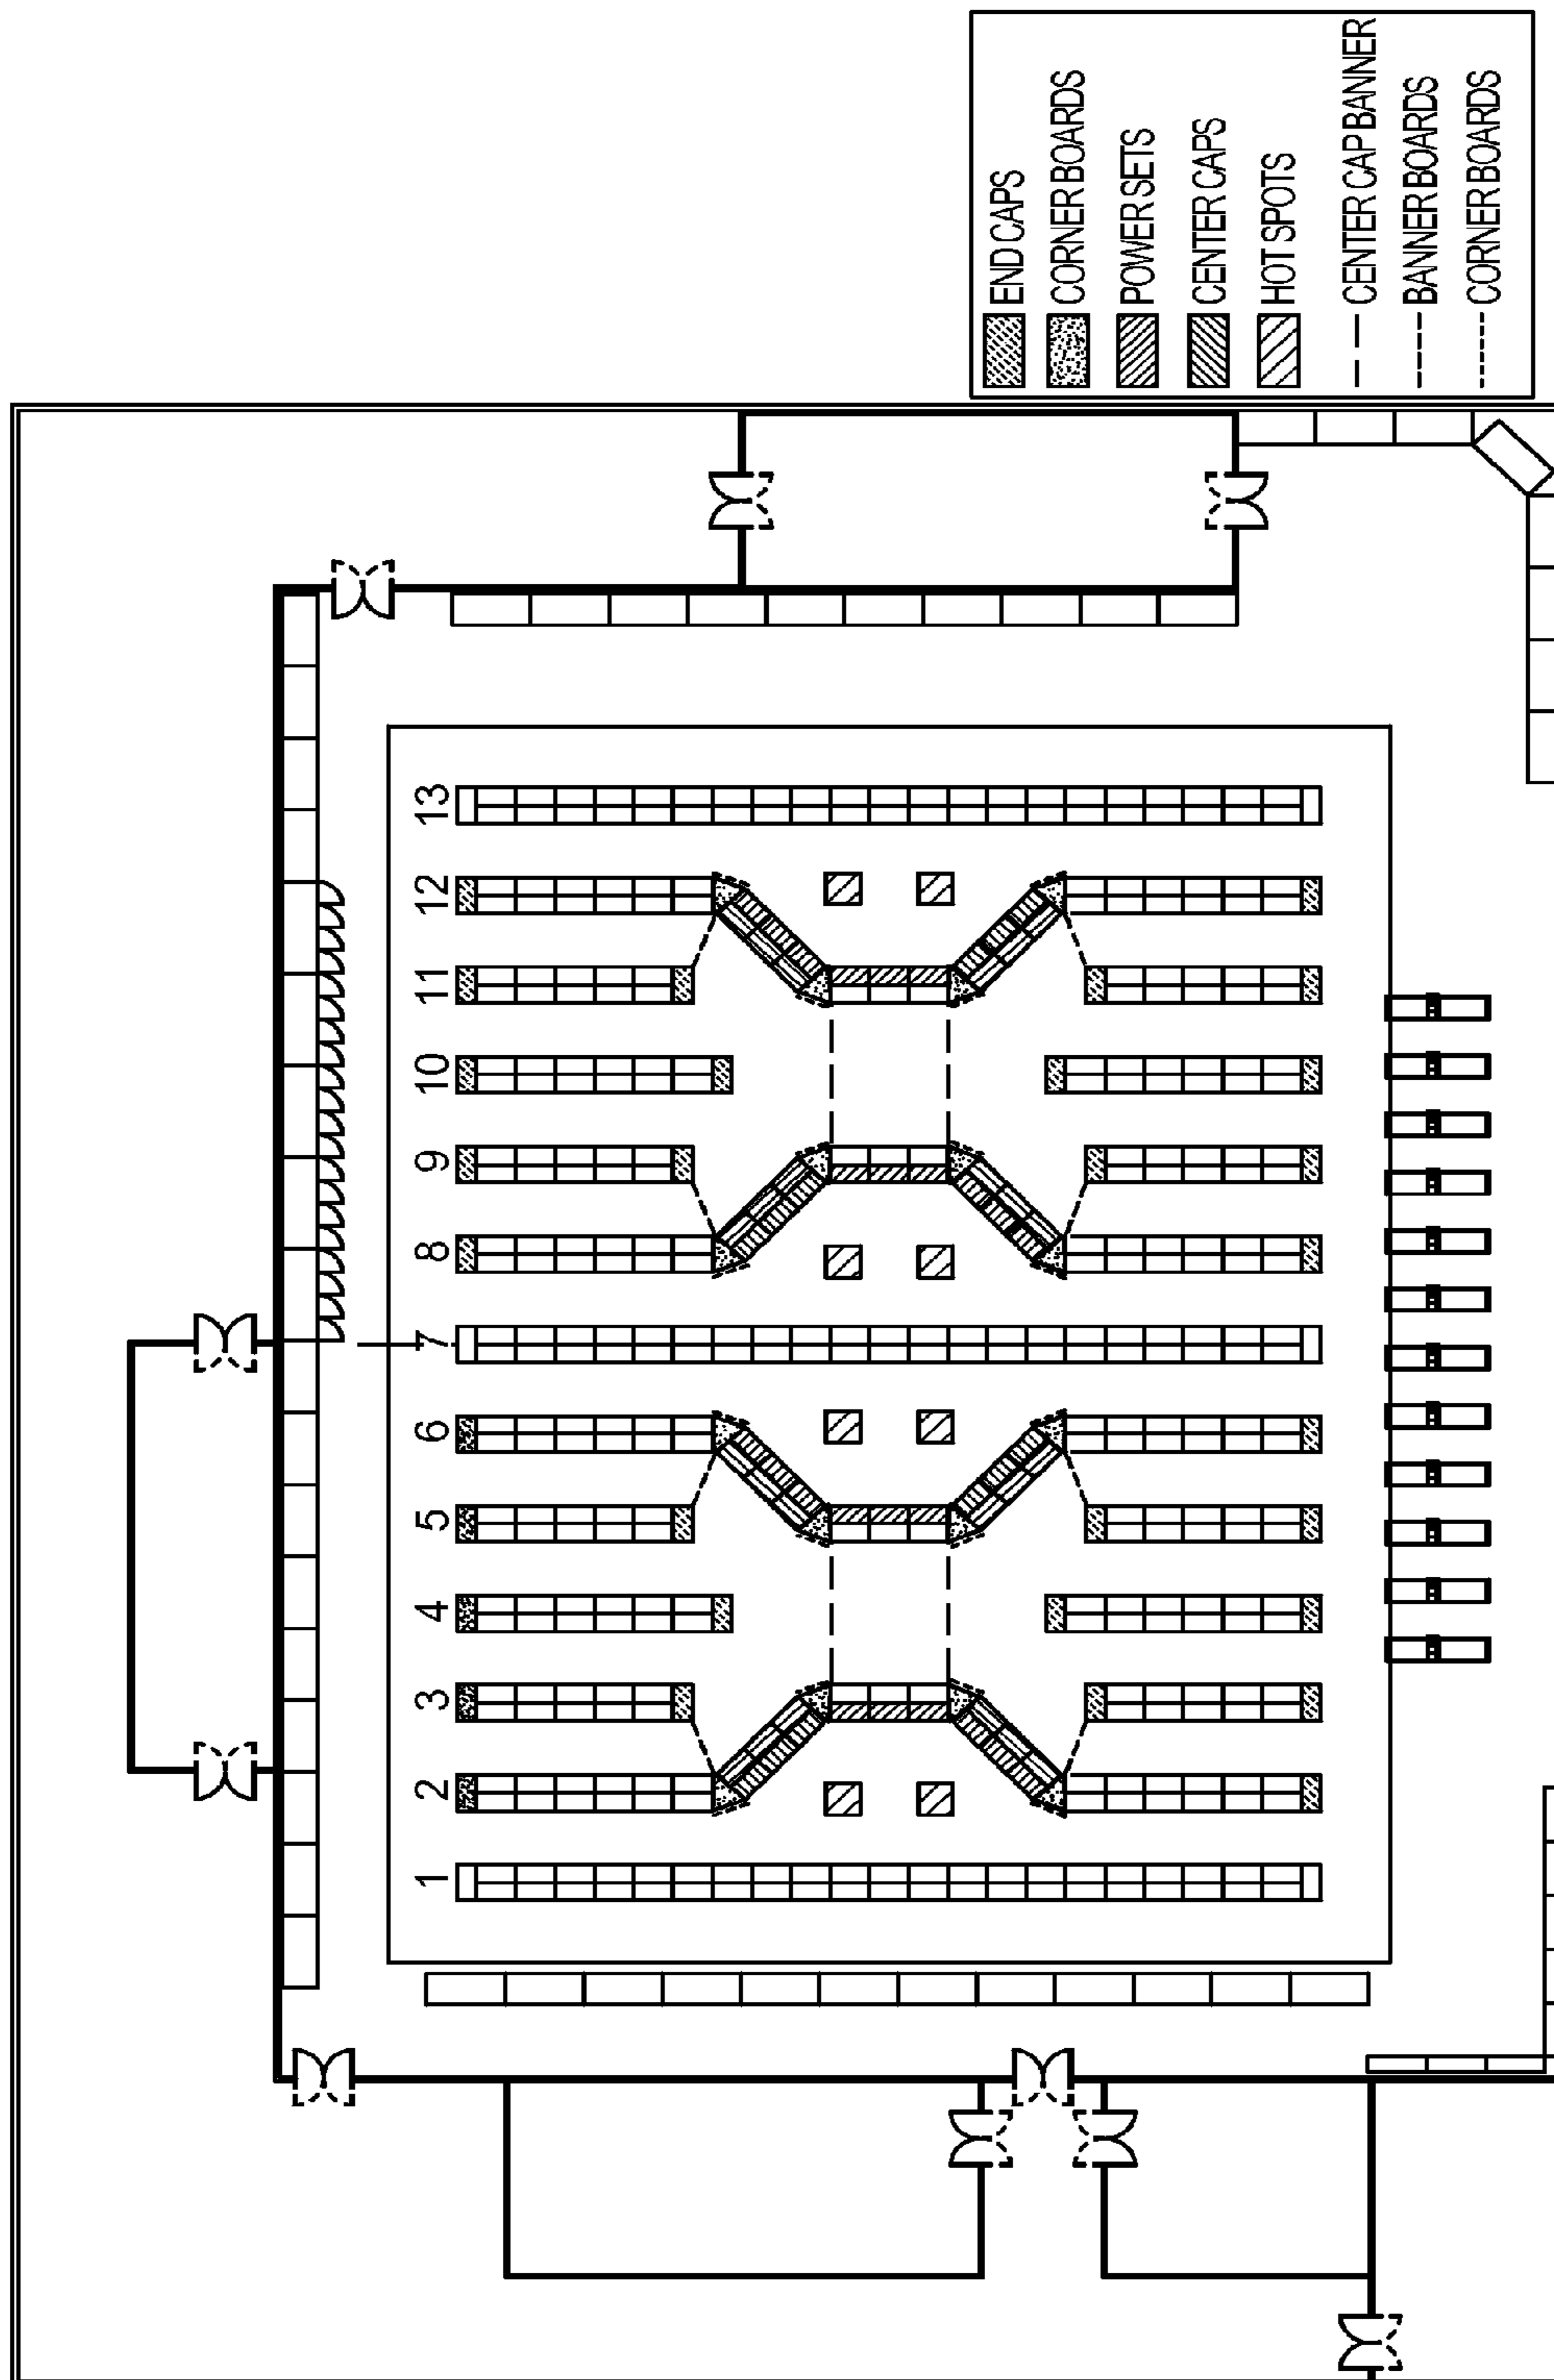 END CAPS
CORNER BOARDS
POWER SETS
CENTER CAPS
HOT SPOTS
CENTER CAP BANNER
BANNER BOARDS
CORNER BOARDS
1
2
3
4
5
6
7
8
9
10
11
12
13